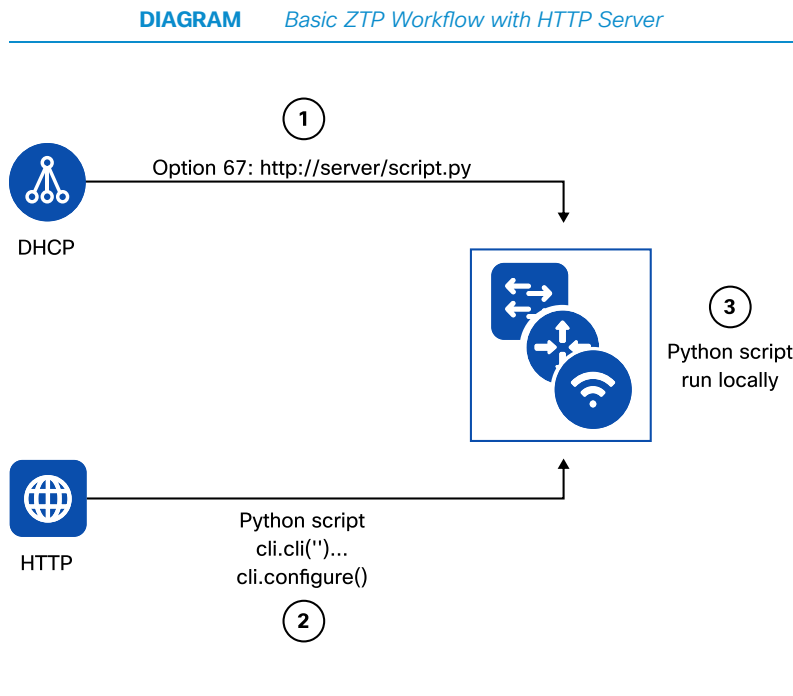 DIAGRAM Basic ZTP Workflow with HTTP Server
1
Option 67: http://server/script.py
DHCP
3
Python script
run locally
HTTP
Python script
cli.cli('')...
cli.configure()
2